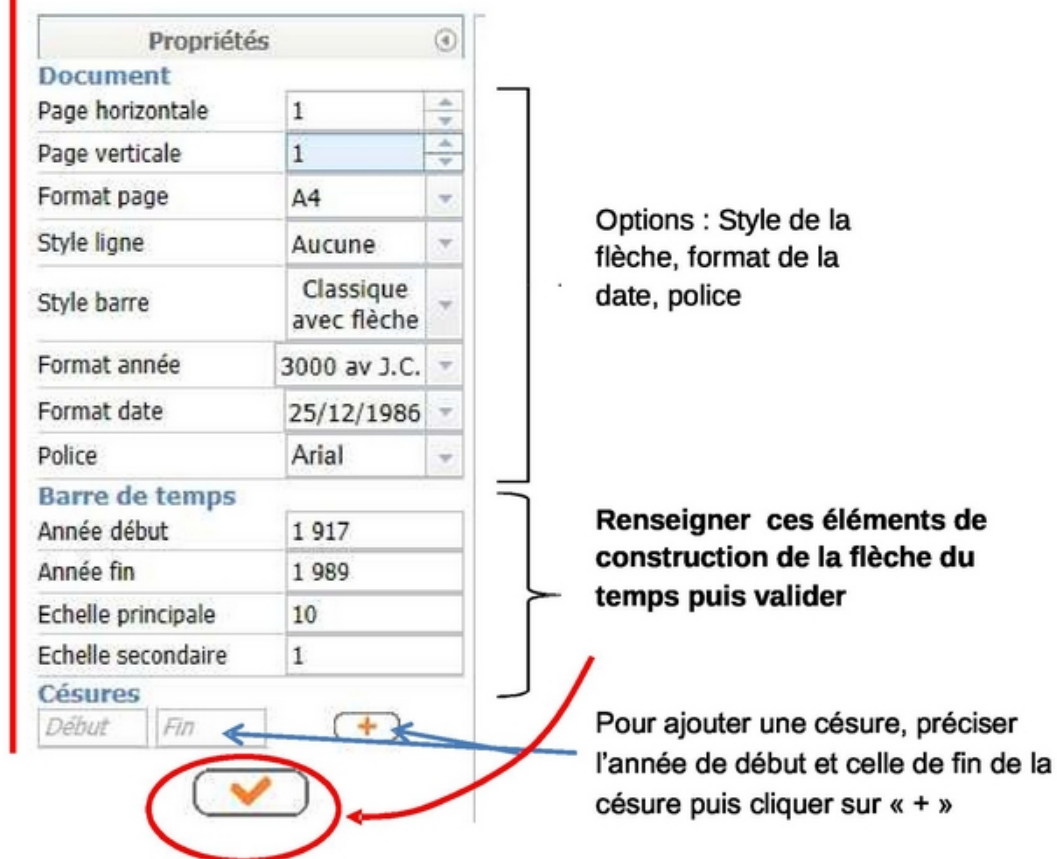 Propriétés
Document
Page horizontale 1
Page verticale 1
Format page A4
Style ligne Aucune
Style barre Classique
avec flèche
Format année 3000 av J.C.
Format date 25/12/1986
Police Arial
Barre de temps
Année début 1 917
Année fin 1 989
Echelle principale 10
Echelle secondaire 1
Césures
Début Fin +
Options : Style de la
flèche, format de la
date, police
Renseigner ces éléments de
construction de la flèche du
temps puis valider
Pour ajouter une césure, préciser
l’année de début et celle de fin de la
césure puis cliquer sur « + »